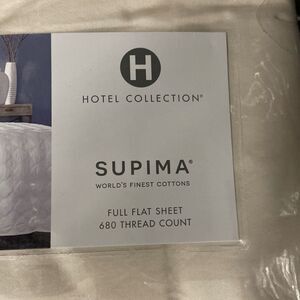 H
HOTEL COLLECTION®
SUPIMA®
WORLD'S FINEST COTTONS
FULL FLAT SHEET
680 THREAD COUNT